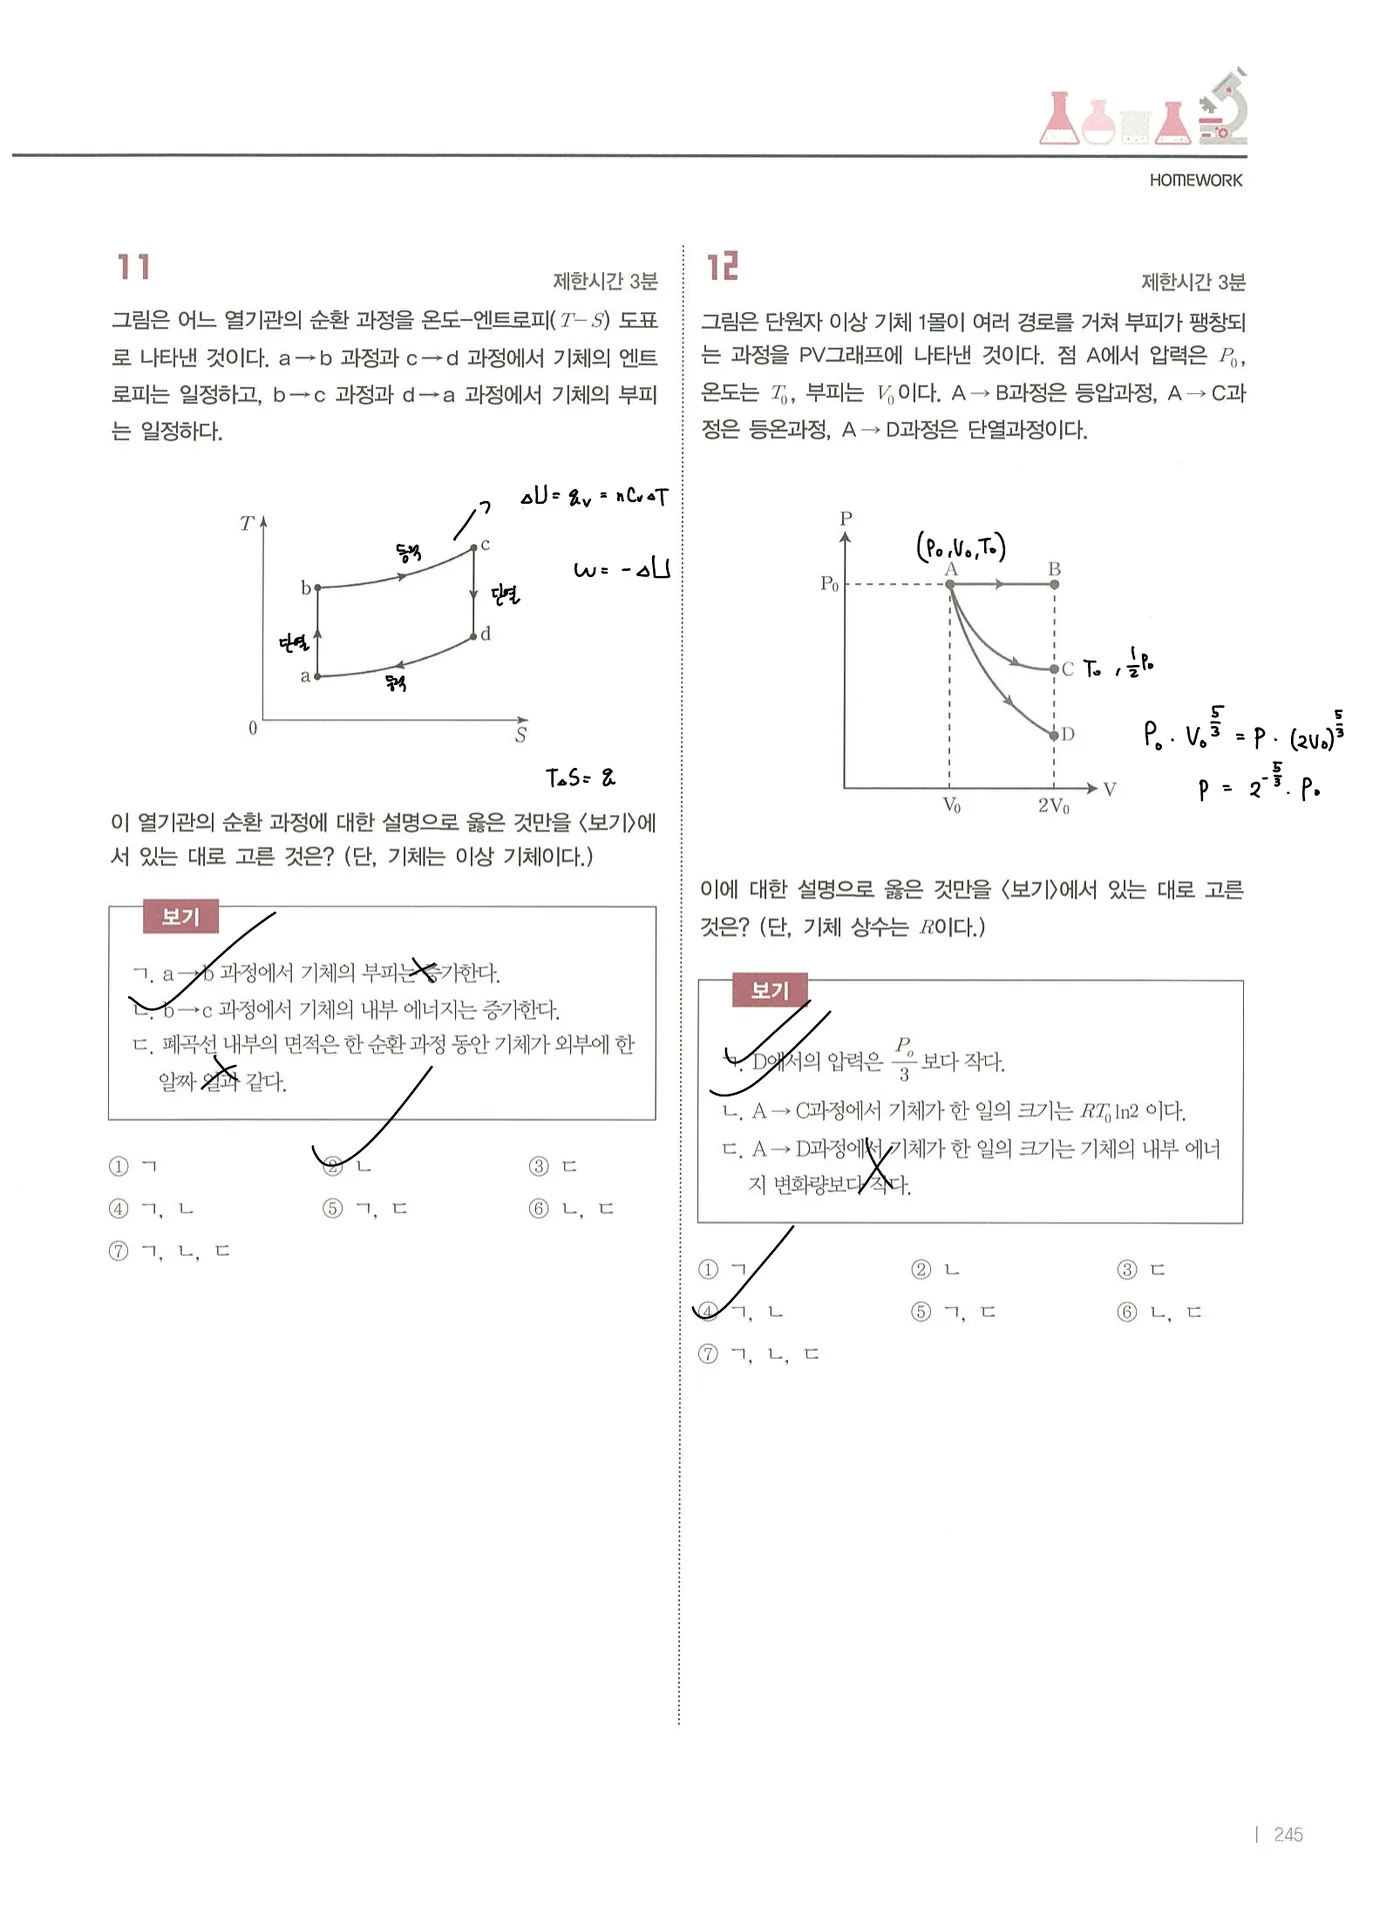 HOMEWORK
11
제한시간 3분
그림은 어느 열기관의 순환 과정을 온도-엔트로피(T-S) 도표
로 나타낸 것이다. a→b 과정과 c→d 과정에서 기체의 엔트
로피는 일정하고, b→c 과정과 d→a 과정에서 기체의 부피
는 일정하다.
ΔU = qv = nCvΔT
w = -ΔU
T
b
등적
c
단열
단열
a
등적
d
0
S
TΔS = q
이 열기관의 순환 과정에 대한 설명으로 옳은 것만을 <보기>에
서 있는 대로 고른 것은? (단, 기체는 이상 기체이다.)
보기
ㄱ. a→b 과정에서 기체의 부피는 증가한다.
ㄴ. b→c 과정에서 기체의 내부 에너지는 증가한다.
ㄷ. 폐곡선 내부의 면적은 한 순환 과정 동안 기체가 외부에 한
알짜 일과 같다.
① ㄱ ② ㄴ ③ ㄷ
④ ㄱ, ㄴ ⑤ ㄱ, ㄷ ⑥ ㄴ, ㄷ
⑦ ㄱ, ㄴ, ㄷ
12
제한시간 3분
그림은 단원자 이상 기체 1몰이 여러 경로를 거쳐 부피가 팽창되
는 과정을 PV그래프에 나타낸 것이다. 점 A에서 압력은 P₀,
온도는 T₀, 부피는 V₀이다. A→B과정은 등압과정, A→C과
정은 등온과정, A→D과정은 단열과정이다.
P
(P₀, V₀, T₀)
P₀
A
B
C T₀, 1/2 P₀
D
V
V₀
2V₀
P₀ · V₀^(5/3) = P · (2V₀)^(5/3)
P = 2^(-5/3) · P₀
이에 대한 설명으로 옳은 것만을 <보기>에서 있는 대로 고른
것은? (단, 기체 상수는 R이다.)
보기
ㄱ. D에서의 압력은 P₀/3 보다 작다.
ㄴ. A→C과정에서 기체가 한 일의 크기는 RT₀ln2 이다.
ㄷ. A→D과정에서 기체가 한 일의 크기는 기체의 내부 에너
지 변화량보다 작다.
① ㄱ ② ㄴ ③ ㄷ
④ ㄱ, ㄴ ⑤ ㄱ, ㄷ ⑥ ㄴ, ㄷ
⑦ ㄱ, ㄴ, ㄷ
| 245